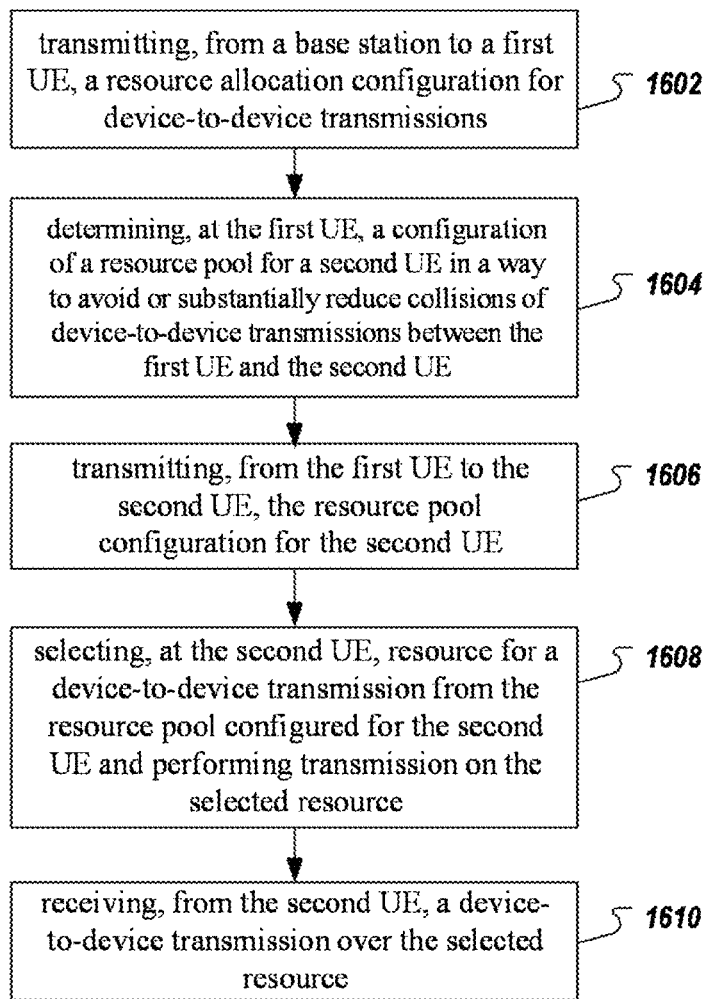 transmitting, from a base station to a first
UE, a resource allocation configuration for
device-to-device transmissions
1602
determining, at the first UE, a configuration
of a resource pool for a second UE in a way
to avoid or substantially reduce collisions of
device-to-device transmissions between the
first UE and the second UE
1604
transmitting, from the first UE to the
second UE, the resource pool
configuration for the second UE
1606
selecting, at the second UE, resource for a
device-to-device transmission from the
resource pool configured for the second
UE and performing transmission on the
selected resource
1608
receiving, from the second UE, a device-
to-device transmission over the selected
resource
1610